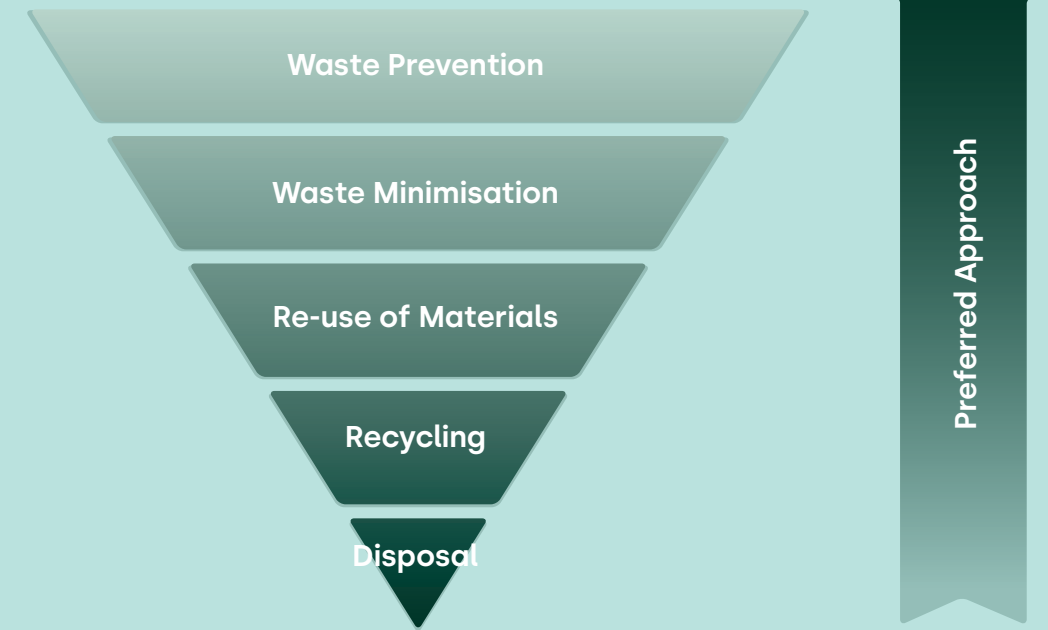 Waste Prevention
Waste Minimisation
Re-use of Materials
Recycling
Disposal
Preferred Approach